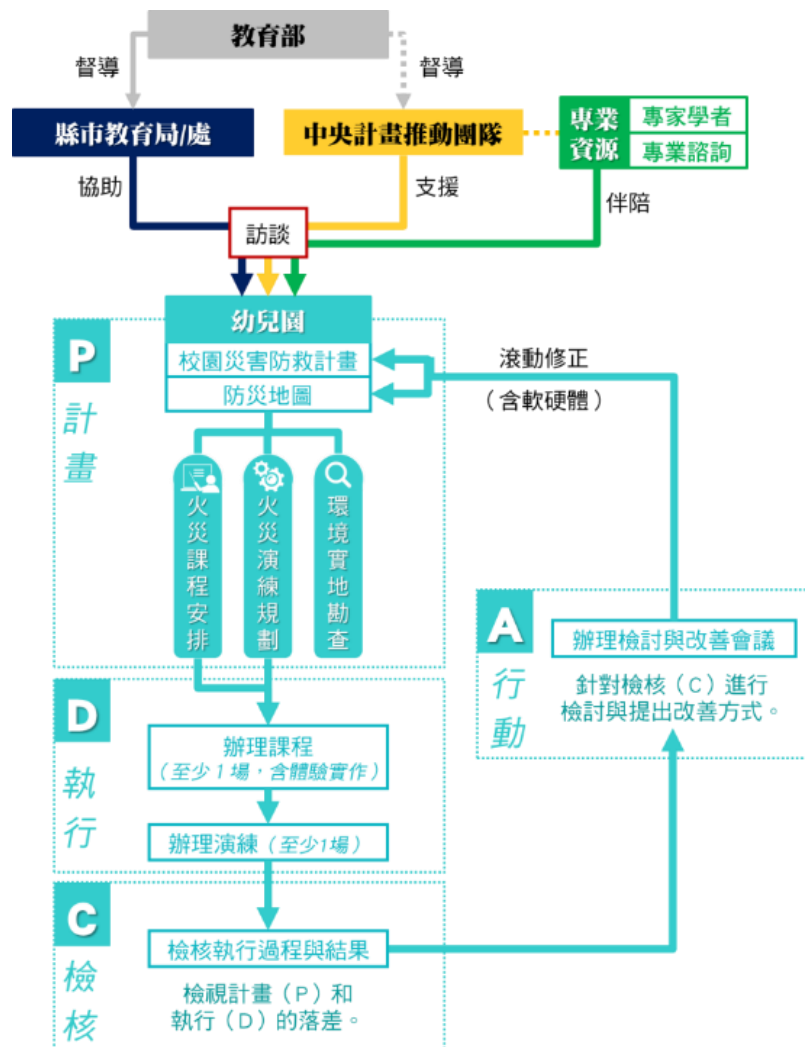 教育部
督導
督導
縣市教育局/處
中央計畫推動團隊
專業
資源
專家學者
專業諮詢
協助
支援
伴陪
訪談
幼兒園
校園災害防救計畫
防災地圖
滾動修正
（含軟硬體）
P
計畫
火災課程安排
火災演練規劃
環境實地勘查
A
行動
辦理檢討與改善會議
針對檢核（C）進行
檢討與提出改善方式。
D
執行
辦理課程
（至少1場，含體驗實作）
辦理演練（至少1場）
C
檢核
檢核執行過程與結果
檢視計畫（P）和
執行（D）的落差。